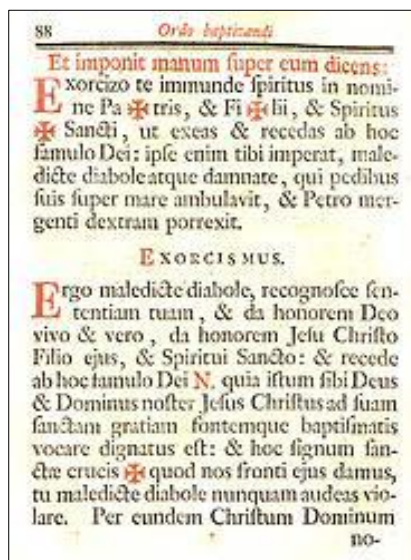 88 Ordo baptizandi
Et imponit manum ſuper eum dicens:
Exorcizo te immunde ſpiritus in nomi-
ne Pa ✠ tris, & Fi ✠ lii, & Spiritus
✠ Sancti, ut exeas & recedas ab hoc
famulo Dei: ipſe enim tibi imperat, male-
dicte diabole atque damnate, qui pedibus
ſuis ſuper mare ambulavit, & Petro mer-
genti dextram porrexit.
EXORCISMUS.
Ergo maledicte diabole, recognoſce ſen-
tentiam tuam, & da honorem Deo
vivo & vero, da honorem Jeſu Chriſto
Filio ejus, & Spiritui Sancto: & recede
ab hoc famulo Dei N. quia iſtum ſibi Deus
& Dominus noſter Jeſus Chriſtus ad ſuam
ſanctam gratiam fontemque baptiſmatis
vocare dignatus eſt: & hoc ſignum ſan-
ctæ crucis ✠ quod nos fronti ejus damus,
tu maledicte diabole nunquam audeas vio-
lare. Per eundem Chriſtum Dominum
no-